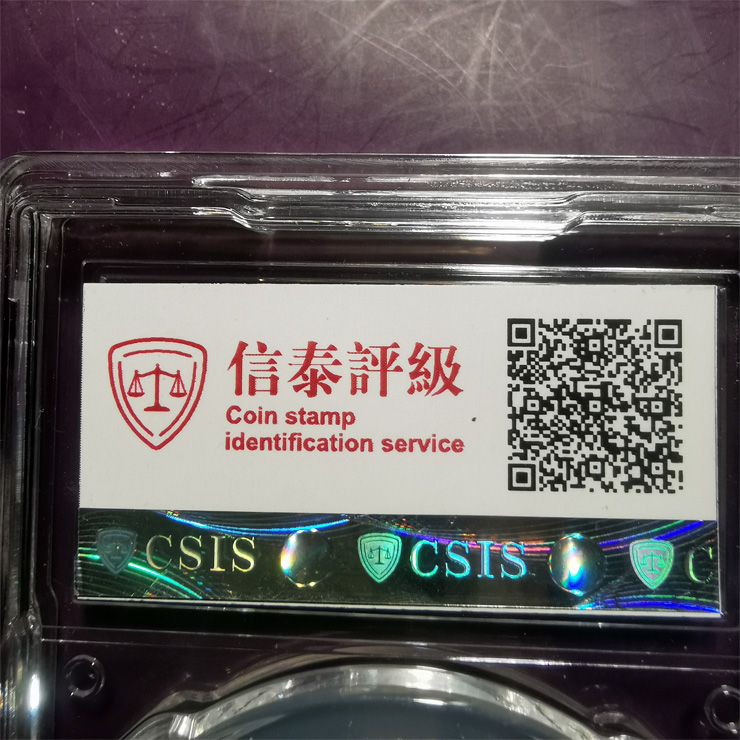 信泰評級
Coin stamp
identification service
CSIS CSIS C